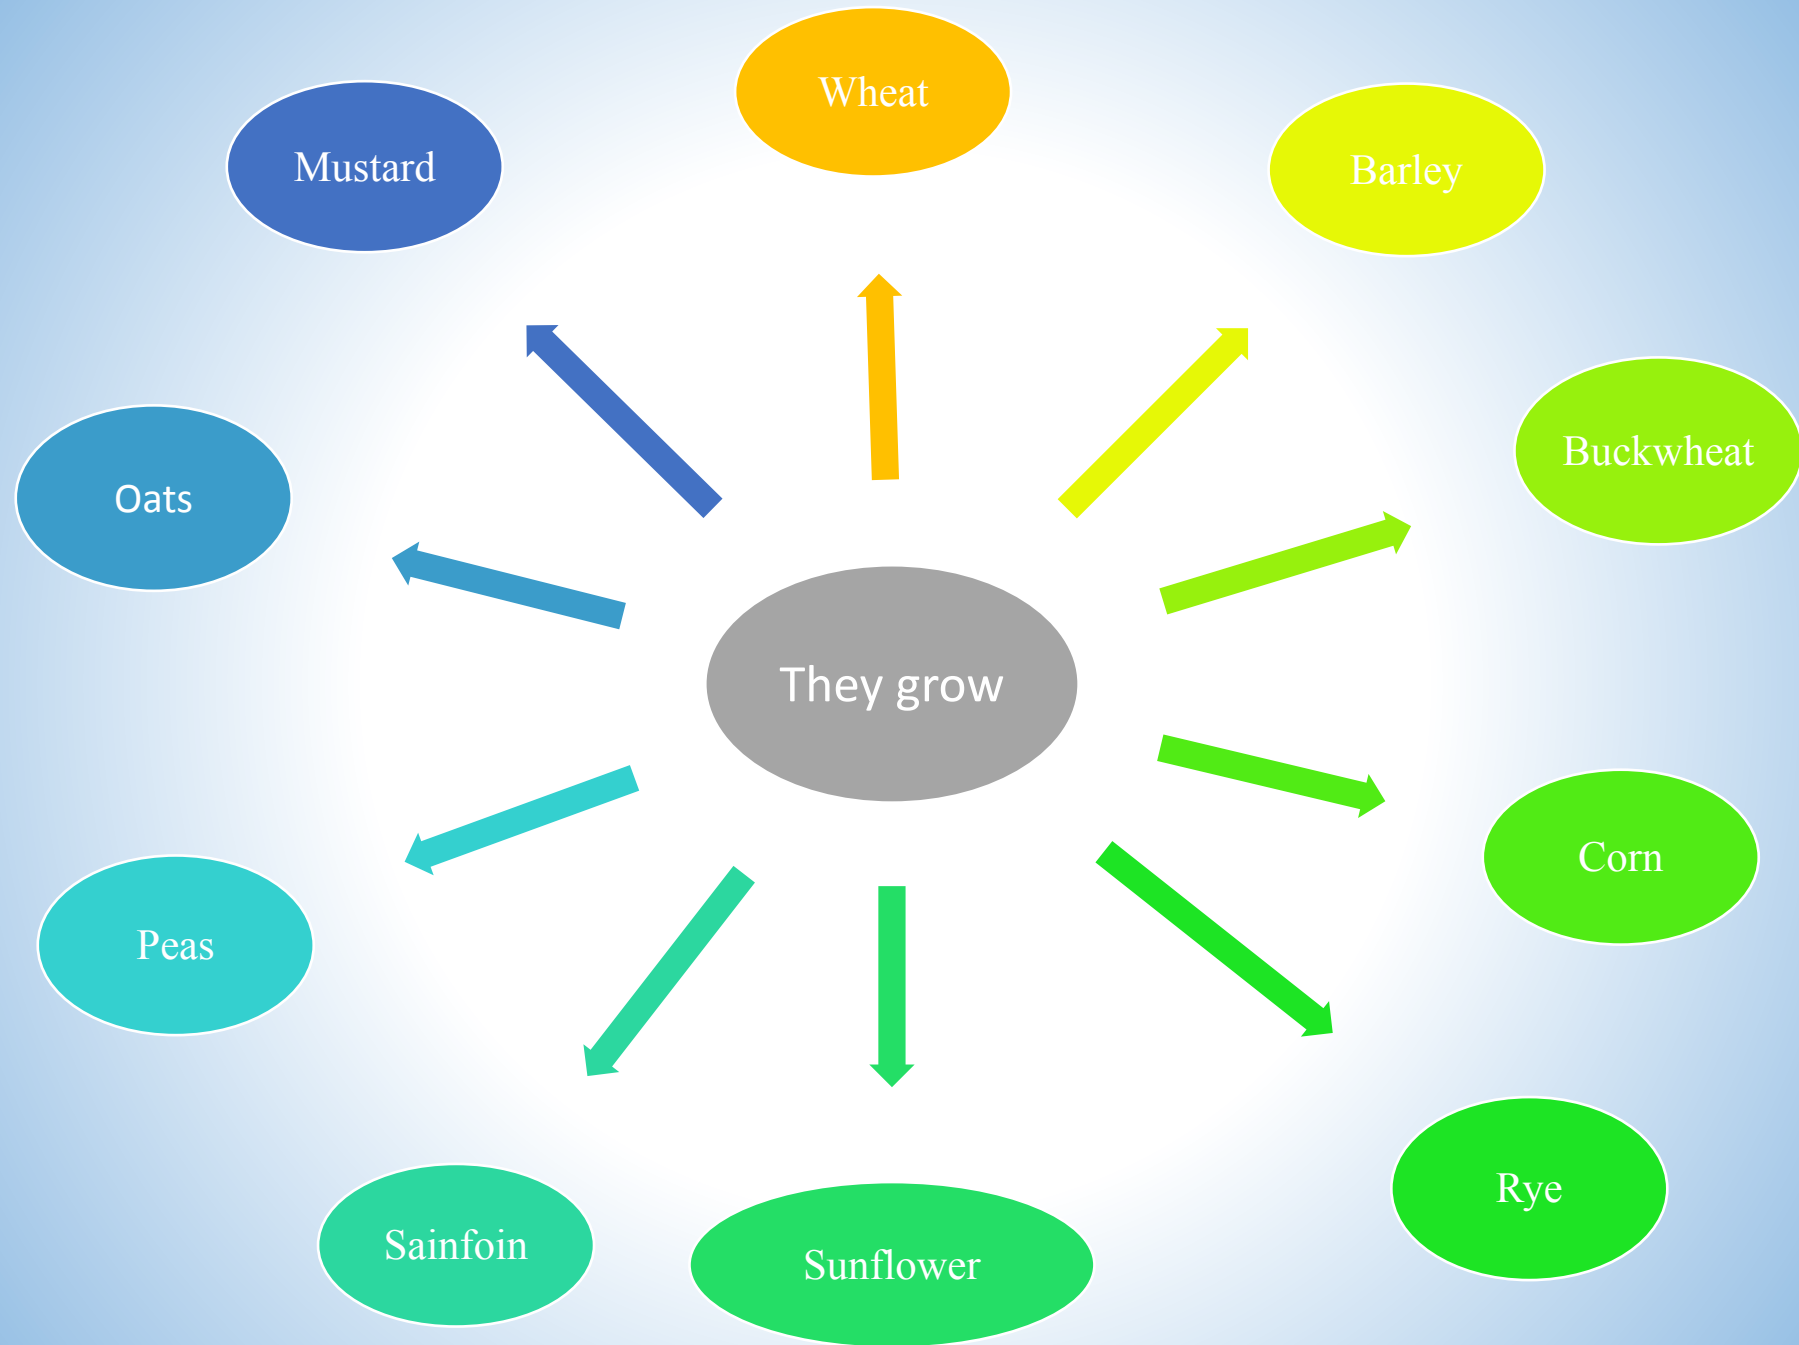 Wheat
Mustard
Barley
Buckwheat
Oats
They grow
Corn
Peas
Rye
Sainfoin
Sunflower